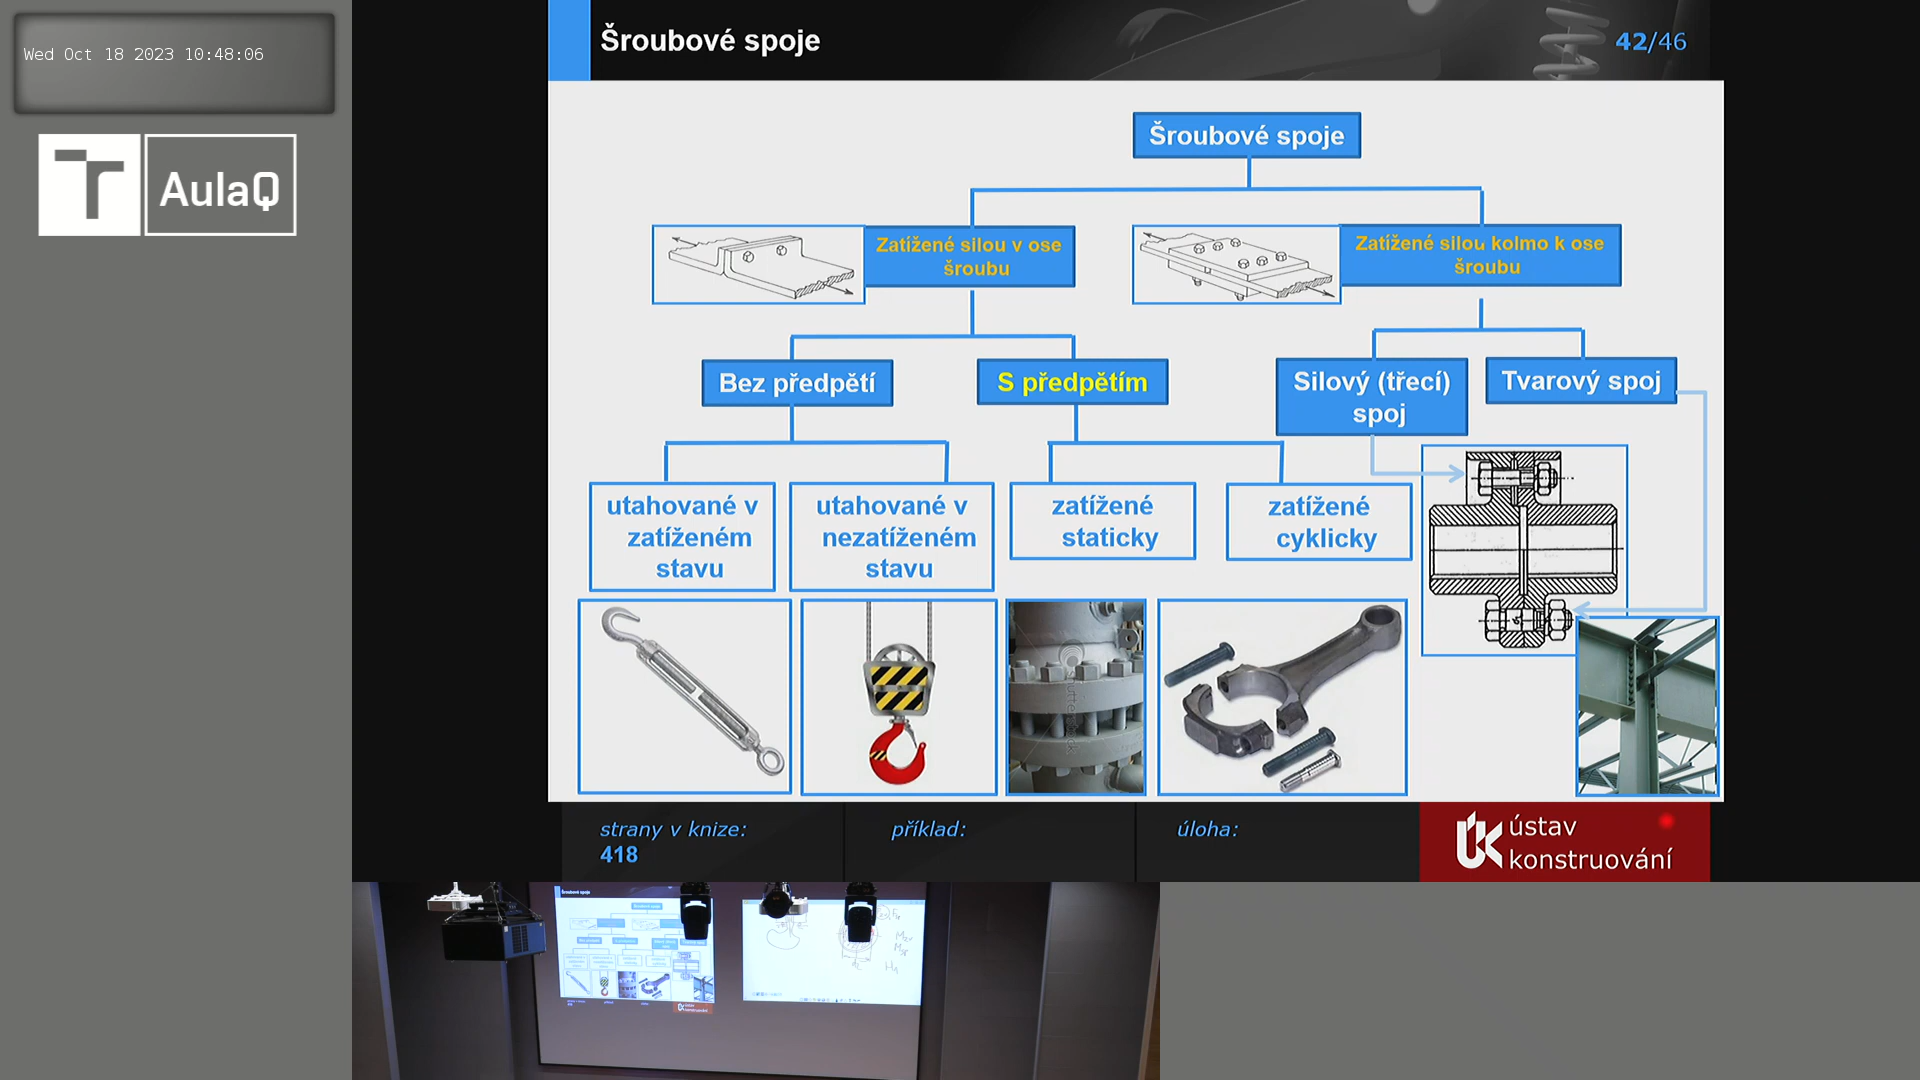 Wed Oct 18 2023 10:48:06
AulaQ
Šroubové spoje
42/46
Šroubové spoje
Zatížené silou v ose
šroubu
Zatížené silou kolmo k ose
šroubu
Bez předpětí
S předpětím
Silový (třecí)
spoj
Tvarový spoj
utahované v
zatíženém
stavu
utahované v
nezatíženém
stavu
zatížené
staticky
zatížené
cyklicky
strany v knize:
418
příklad:
úloha:
ústav
konstruování